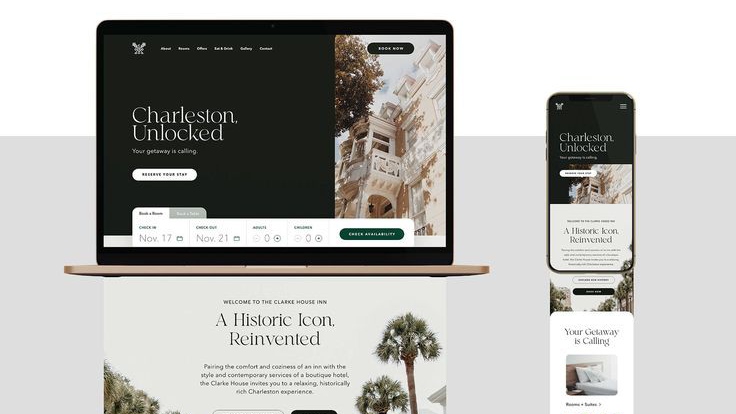 About Rooms Offers Eat & Drink Gallery Contact
BOOK NOW
Charleston,
Unlocked
Your getaway is calling.
RESERVE YOUR STAY
Book a Room Book a Table
CHECK IN CHECK OUT ADULTS CHILDREN
Nov. 17 Nov. 21 0 0
CHECK AVAILABILITY
WELCOME TO THE CLARKE HOUSE INN
A Historic Icon,
Reinvented
Pairing the comfort and coziness of an inn with the
style and contemporary services of a boutique hotel,
the Clarke House invites you to a relaxing, historically
rich Charleston experience.
Charleston,
Unlocked
Your getaway is calling.
RESERVE YOUR STAY
WELCOME TO THE CLARKE HOUSE INN
A Historic Icon,
Reinvented
BOOK NOW
Your Getaway
is Calling
Rooms + Suites